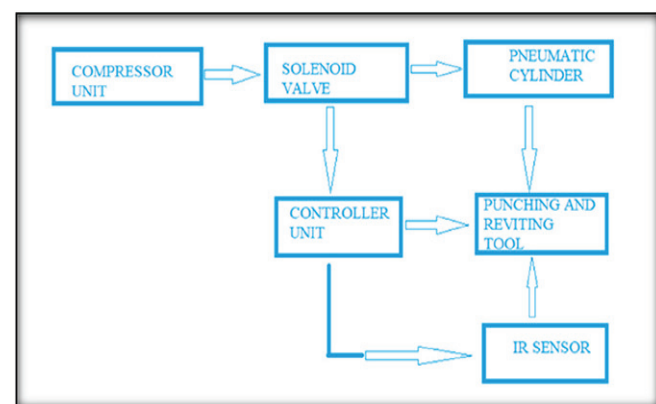 COMPRESSOR
UNIT
SOLENOID
VALVE
PNEUMATIC
CYLINDER
CONTROLLER
UNIT
PUNCHING AND
REVITING
TOOL
IR SENSOR